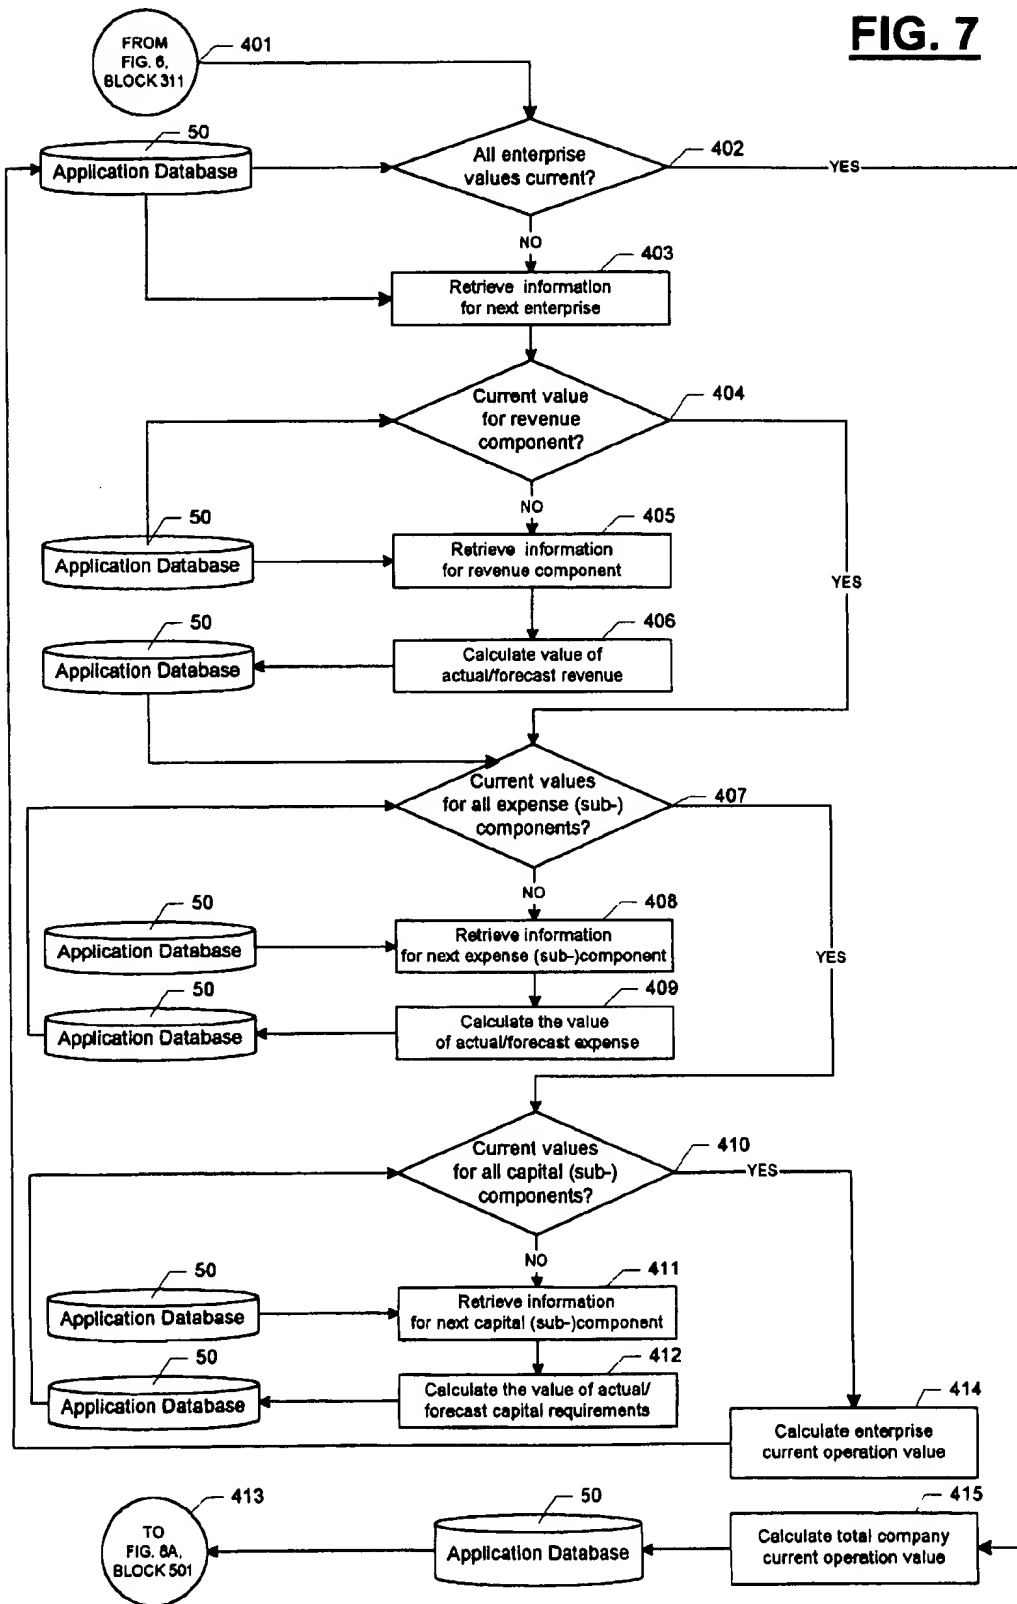 FIG. 7
FROM
FIG. 6,
BLOCK 311
401
50
Application Database
All enterprise
values current?
402
YES
NO
403
Retrieve information
for next enterprise
Current value
for revenue
component?
404
NO
50
Application Database
405
Retrieve information
for revenue component
YES
50
Application Database
406
Calculate value of
actual/forecast revenue
Current values
for all expense (sub-)
components?
407
NO
50
Application Database
408
Retrieve information
for next expense (sub-)component
YES
50
Application Database
409
Calculate the value
of actual/forecast expense
Current values
for all capital (sub-)
components?
410
YES
NO
50
Application Database
411
Retrieve information
for next capital (sub-)component
50
Application Database
412
Calculate the value of actual/
forecast capital requirements
414
Calculate enterprise
current operation value
413
TO
FIG. 8A,
BLOCK 501
50
Application Database
415
Calculate total company
current operation value